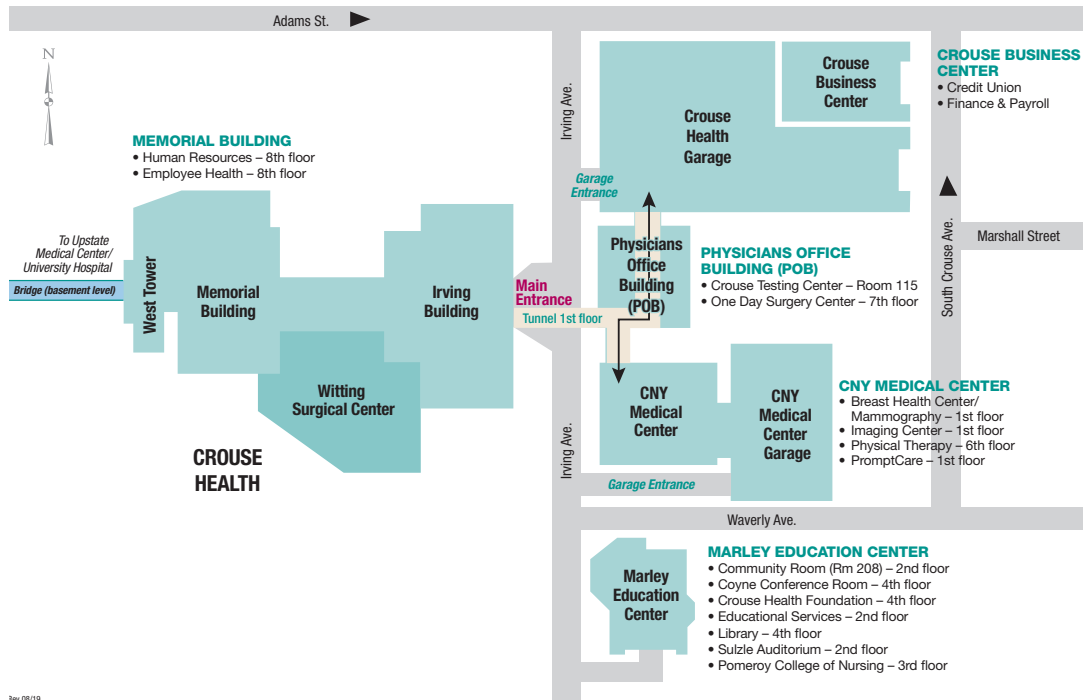 Adams St.
N
Irving Ave.
Crouse
Business
Center
CROUSE BUSINESS
CENTER
• Credit Union
• Finance & Payroll
Crouse
Health
Garage
MEMORIAL BUILDING
• Human Resources – 8th floor
• Employee Health – 8th floor
Garage
Entrance
To Upstate
Medical Center/
University Hospital
Bridge (basement level)
West Tower
Memorial
Building
Irving
Building
Main
Entrance
Tunnel 1st floor
Physicians
Office
Building
(POB)
PHYSICIANS OFFICE
BUILDING (POB)
• Crouse Testing Center – Room 115
• One Day Surgery Center – 7th floor
South Crouse Ave.
Marshall Street
Witting
Surgical Center
CROUSE
HEALTH
CNY
Medical
Center
CNY
Medical
Center
Garage
CNY MEDICAL CENTER
• Breast Health Center/
Mammography – 1st floor
• Imaging Center – 1st floor
• Physical Therapy – 6th floor
• PromptCare – 1st floor
Irving Ave.
Garage Entrance
Waverly Ave.
Marley
Education
Center
MARLEY EDUCATION CENTER
• Community Room (Rm 208) – 2nd floor
• Coyne Conference Room – 4th floor
• Crouse Health Foundation – 4th floor
• Educational Services – 2nd floor
• Library – 4th floor
• Sulzle Auditorium – 2nd floor
• Pomeroy College of Nursing – 3rd floor
Rev 08/19